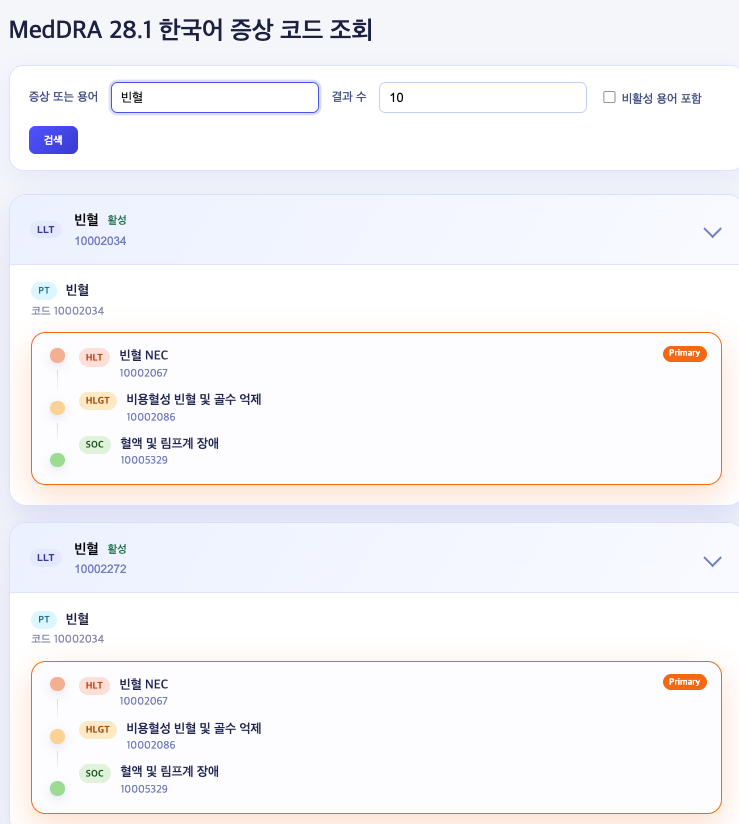 MedDRA 28.1 한국어 증상 코드 조회
증상 또는 용어 빈혈 결과 수 10 비활성 용어 포함
검색
LLT 빈혈 활성
10002034
PT 빈혈
코드 10002034
HLT 빈혈 NEC Primary
10002067
HLGT 비용혈성 빈혈 및 골수 억제
10002086
SOC 혈액 및 림프계 장애
10005329
LLT 빈혈 활성
10002272
PT 빈혈
코드 10002034
HLT 빈혈 NEC Primary
10002067
HLGT 비용혈성 빈혈 및 골수 억제
10002086
SOC 혈액 및 림프계 장애
10005329